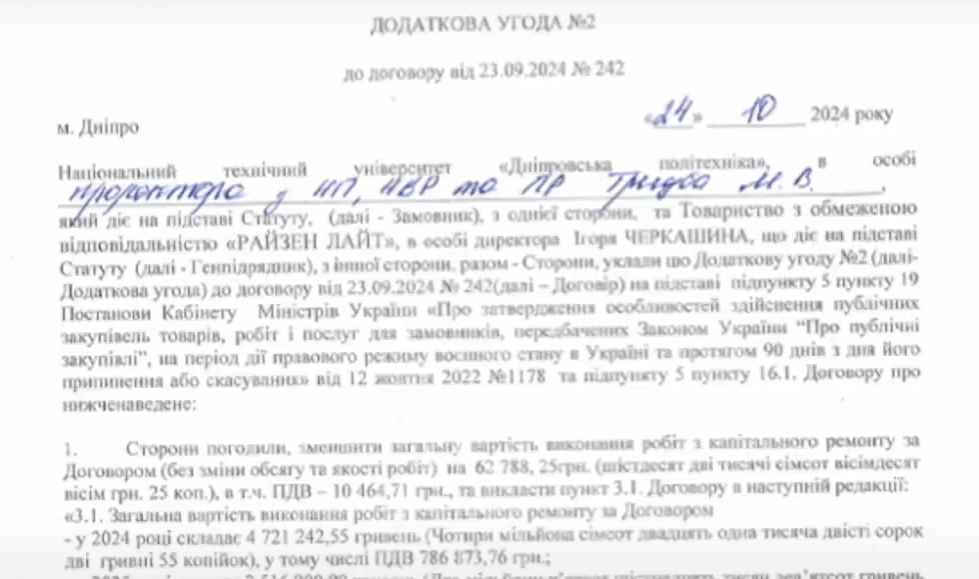 ДОДАТКОВА УГОДА №2
до договору від 23.09.2024 № 242
«24» 10 2024 року
м. Дніпро
Національний технічний університет «Дніпровська політехніка», в особі
проректора з НП, НВР та ПР Трегуба М. В.,
який діє на підставі Статуту, (далі - Замовник), з однієї сторони, та Товариство з обмеженою
відповідальністю «РАЙЗЕН ЛАЙТ», в особі директора Ігоря ЧЕРКАШИНА, що діє на підставі
Статуту (далі - Генпідрядник), з іншої сторони, разом - Сторони, уклали цю Додаткову угоду №2 (далі-
Додаткова угода) до договору від 23.09.2024 № 242(далі – Договір) на підставі підпункту 5 пункту 19
Постанови Кабінету Міністрів України «Про затвердження особливостей здійснення публічних
закупівель товарів, робіт і послуг для замовників, передбачених Законом України “Про публічні
закупівлі”, на період дії правового режиму воєнного стану в Україні та протягом 90 днів з дня його
припинення або скасування» від 12 жовтня 2022 №1178 та підпункту 5 пункту 16.1. Договору про
нижченаведене:
1. Сторони погодили, зменшити загальну вартість виконання робіт з капітального ремонту за
Договором (без зміни обсягу та якості робіт) на 62 788, 25грн. (шістдесят дві тисячі сімсот вісімдесят
вісім грн. 25 коп.), в т.ч. ПДВ – 10 464,71 грн., та викласти пункт 3.1. Договору в наступній редакції:
«3.1. Загальна вартість виконання робіт з капітального ремонту за Договором
- у 2024 році складає 4 721 242,55 гривень (Чотири мільйона сімсот двадцять одна тисяча двісті сорок
дві гривні 55 копійок), у тому числі ПДВ 786 873,76 грн.;